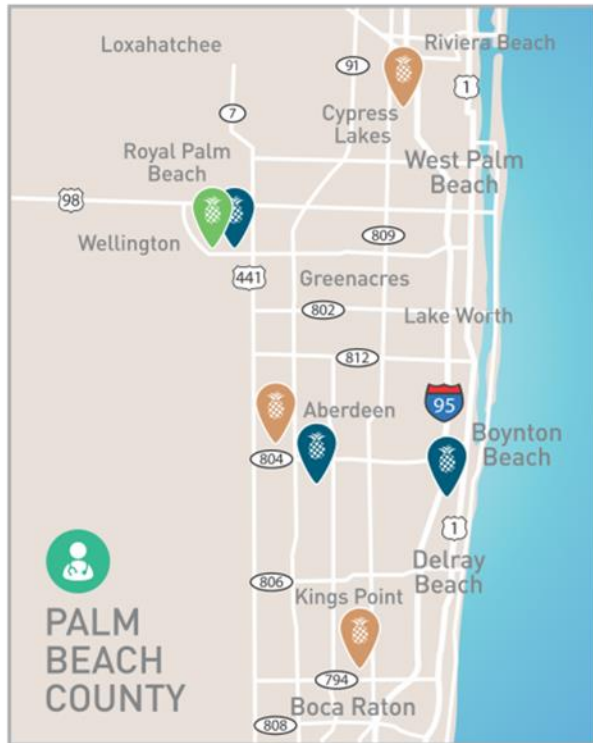 Loxahatchee
Riviera Beach
91
1
7
Cypress
Lakes
Royal Palm
Beach
West Palm
Beach
98
809
Wellington
441
Greenacres
802
Lake Worth
812
95
Aberdeen
Boynton
Beach
804
1
Delray
Beach
806
Kings Point
PALM
BEACH
COUNTY
794
Boca Raton
808